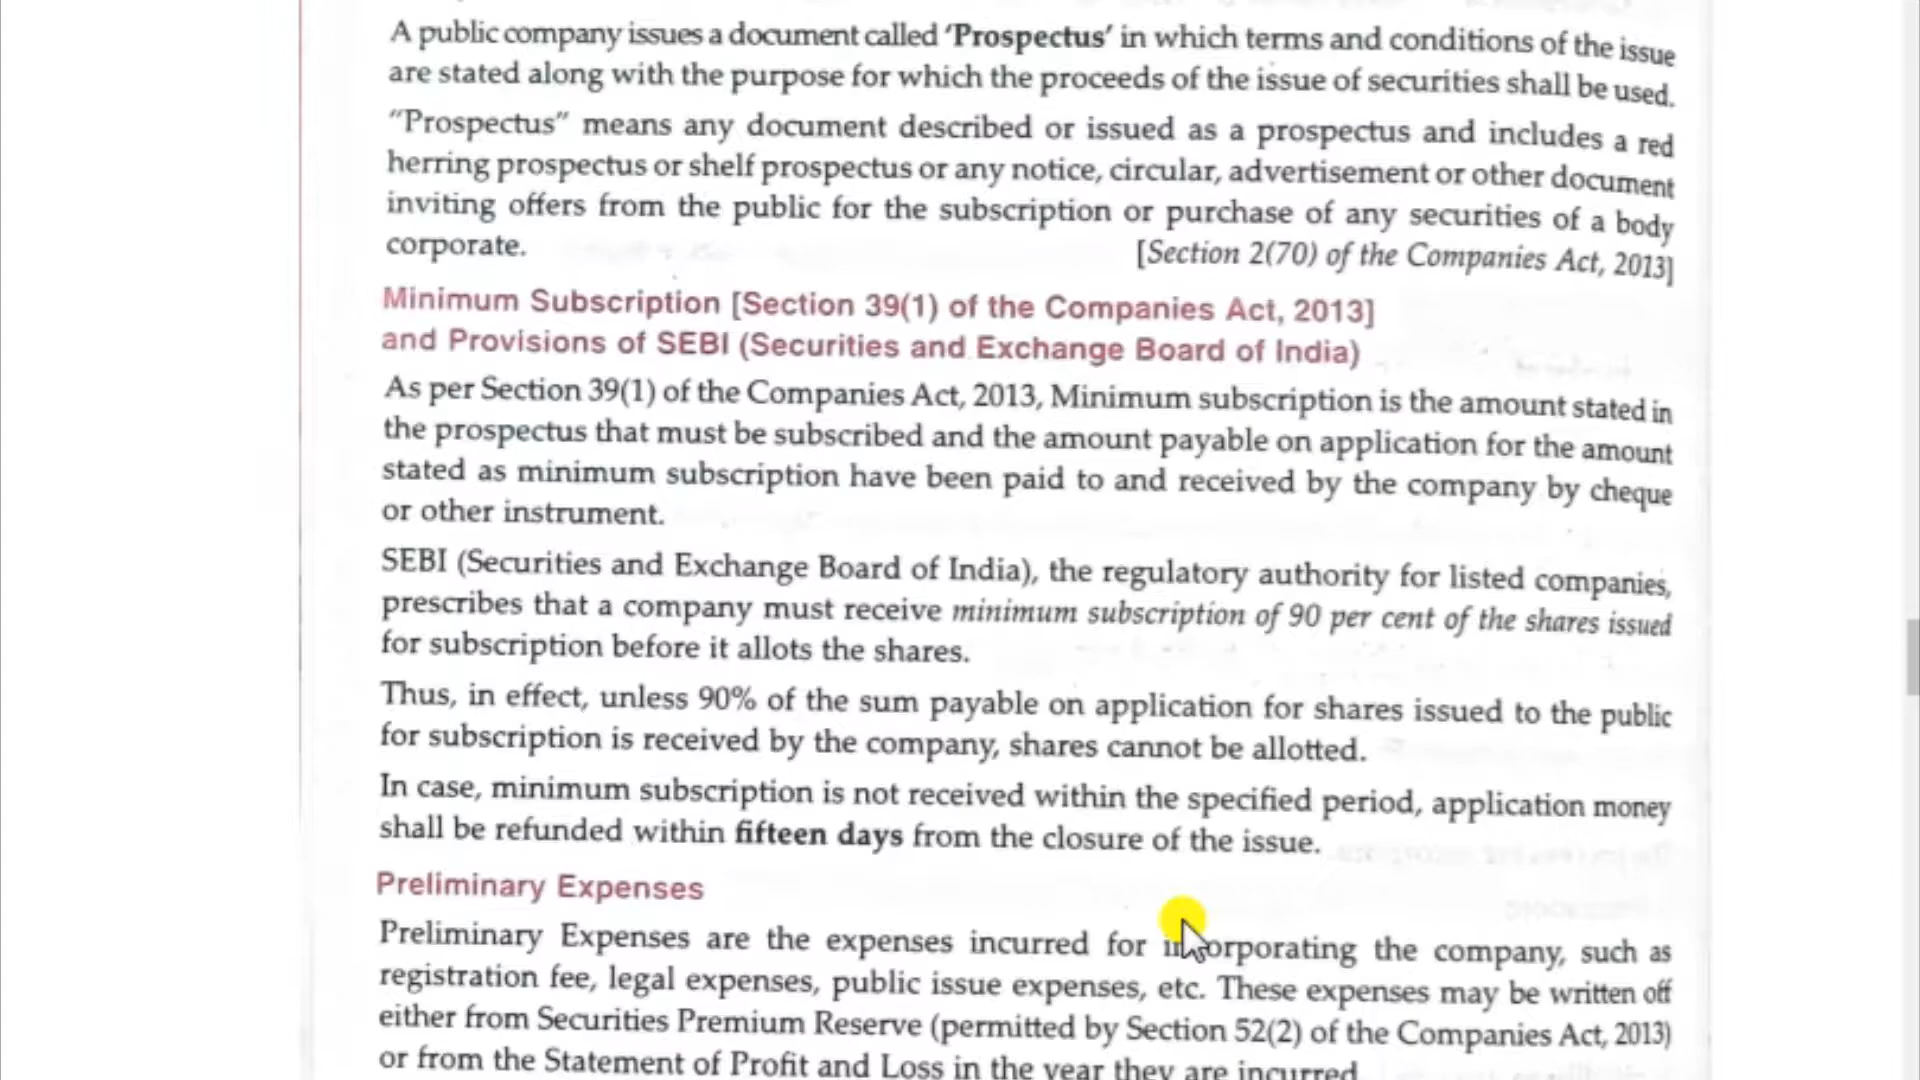 A public company issues a document called 'Prospectus' in which terms and conditions of the issue
are stated along with the purpose for which the proceeds of the issue of securities shall be used.
"Prospectus" means any document described or issued as a prospectus and includes a red
herring prospectus or shelf prospectus or any notice, circular, advertisement or other document
inviting offers from the public for the subscription or purchase of any securities of a body
corporate. [Section 2(70) of the Companies Act, 2013]
Minimum Subscription [Section 39(1) of the Companies Act, 2013]
and Provisions of SEBI (Securities and Exchange Board of India)
As per Section 39(1) of the Companies Act, 2013, Minimum subscription is the amount stated in
the prospectus that must be subscribed and the amount payable on application for the amount
stated as minimum subscription have been paid to and received by the company by cheque
or other instrument.
SEBI (Securities and Exchange Board of India), the regulatory authority for listed companies,
prescribes that a company must receive minimum subscription of 90 per cent of the shares issued
for subscription before it allots the shares.
Thus, in effect, unless 90% of the sum payable on application for shares issued to the public
for subscription is received by the company, shares cannot be allotted.
In case, minimum subscription is not received within the specified period, application money
shall be refunded within fifteen days from the closure of the issue.
Preliminary Expenses
Preliminary Expenses are the expenses incurred for incorporating the company, such as
registration fee, legal expenses, public issue expenses, etc. These expenses may be written off
either from Securities Premium Reserve (permitted by Section 52(2) of the Companies Act, 2013)
or from the Statement of Profit and Loss in the year they are incurred.